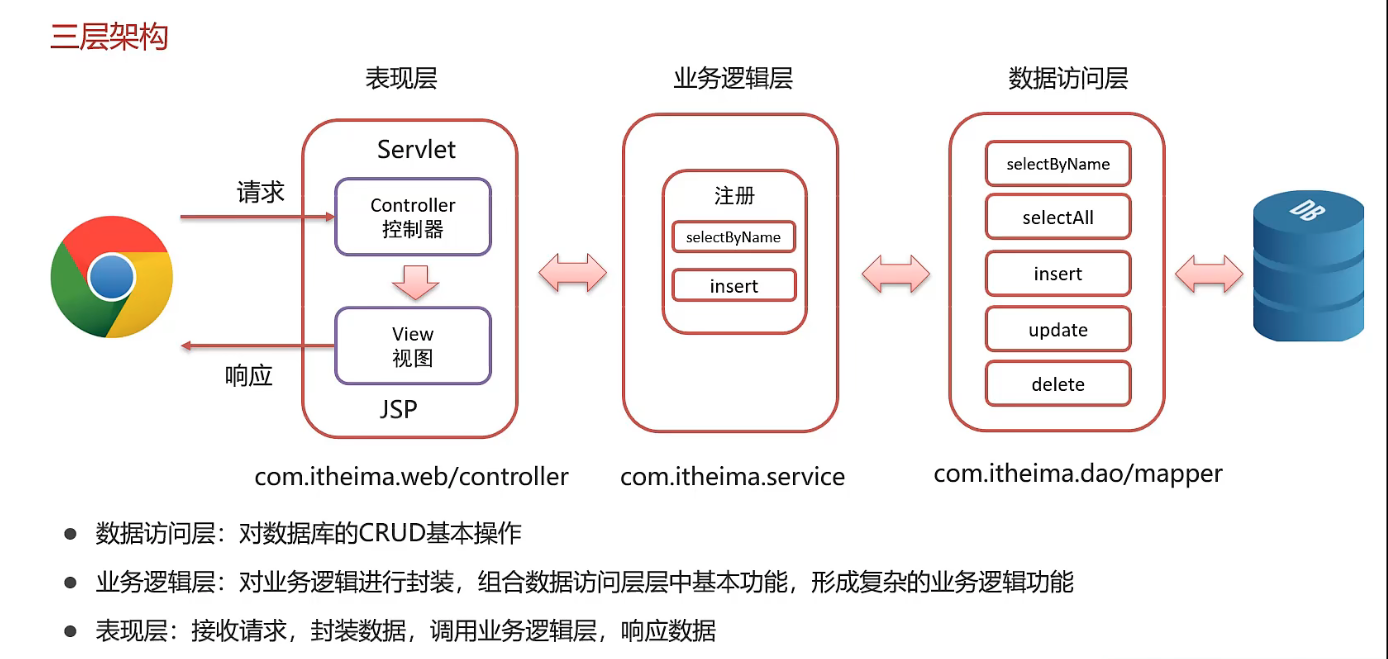 三层架构
表现层
业务逻辑层
数据访问层
Servlet
请求
Controller
控制器
View
视图
响应
JSP
注册
selectByName
insert
selectByName
selectAll
insert
update
delete
DB
com.itheima.web/controller
com.itheima.service
com.itheima.dao/mapper
● 数据访问层：对数据库的CRUD基本操作
● 业务逻辑层：对业务逻辑进行封装，组合数据访问层层中基本功能，形成复杂的业务逻辑功能
● 表现层：接收请求，封装数据，调用业务逻辑层，响应数据